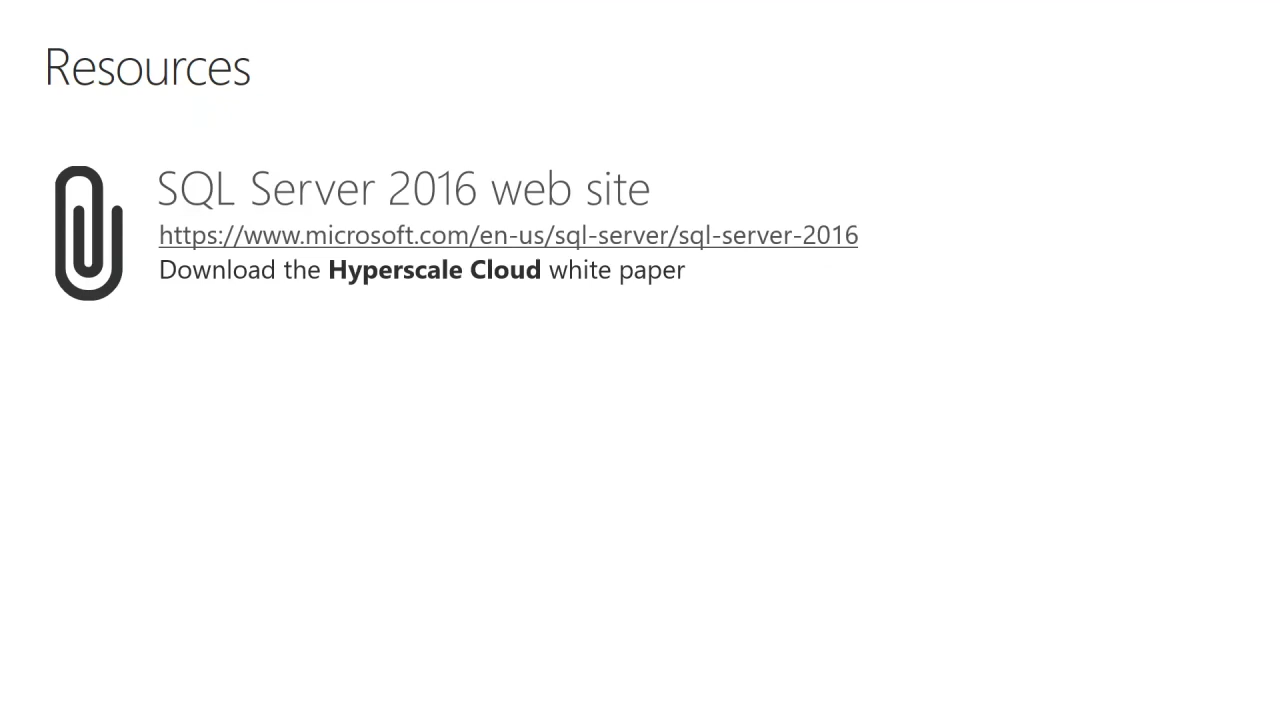 Resources
SQL Server 2016 web site
https://www.microsoft.com/en-us/sql-server/sql-server-2016
Download the Hyperscale Cloud white paper